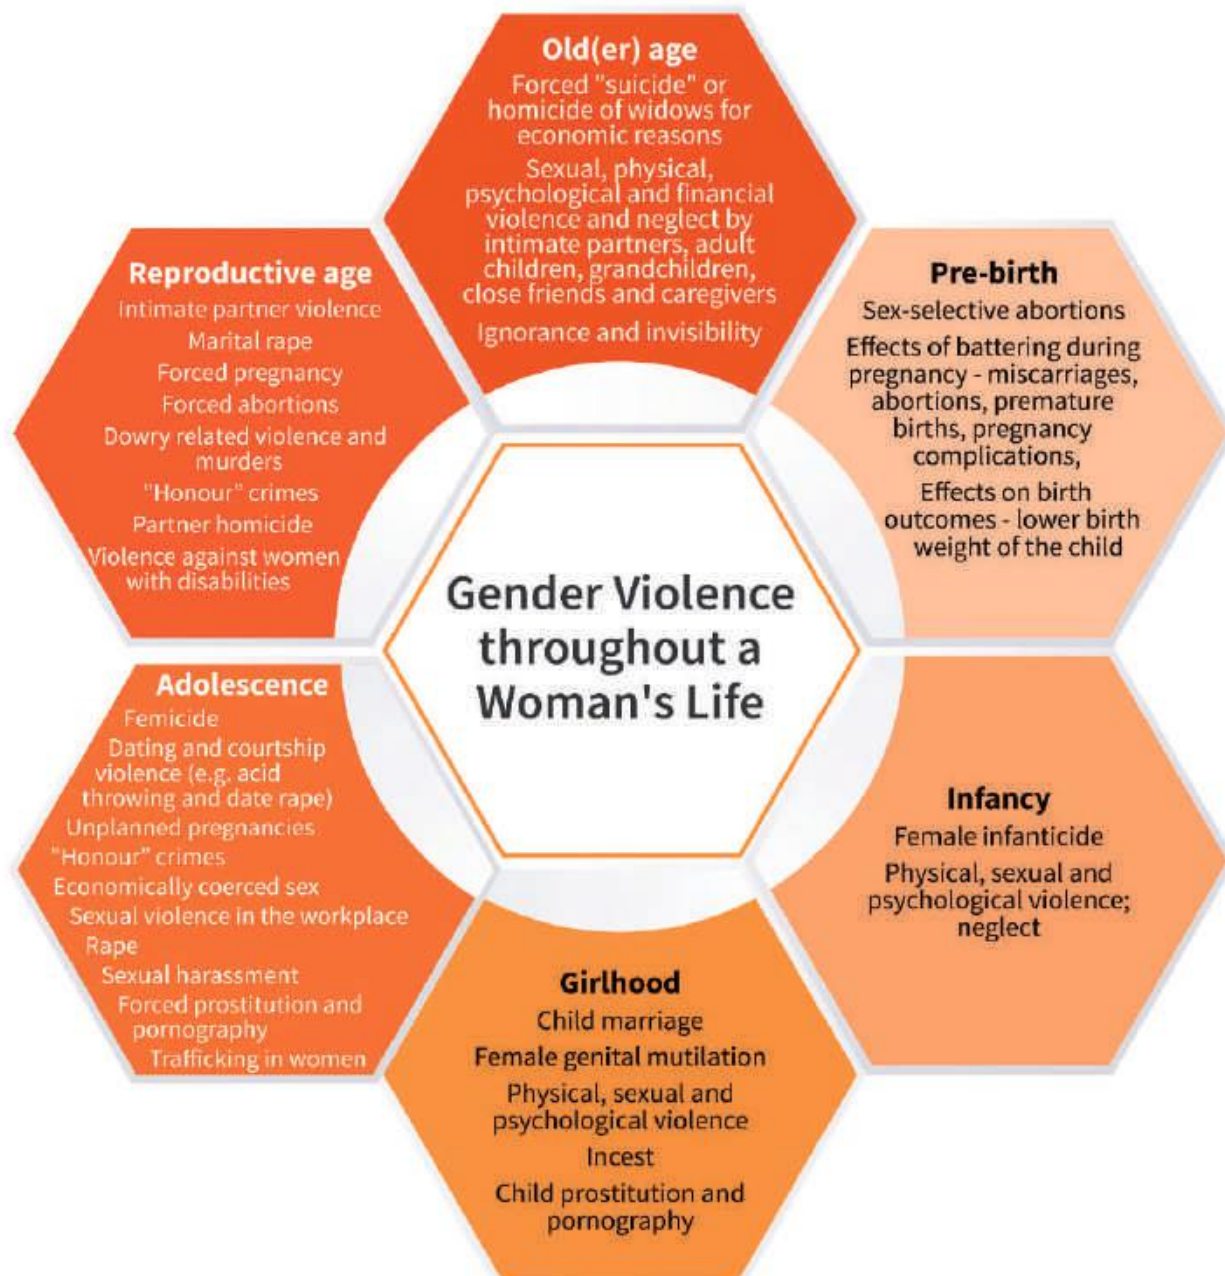 Old(er) age
Forced "suicide" or
homicide of widows for
economic reasons
Sexual, physical,
psychological and financial
violence and neglect by
intimate partners, adult
children, grandchildren,
close friends and caregivers
Ignorance and invisibility
Pre-birth
Sex-selective abortions
Effects of battering during
pregnancy - miscarriages,
abortions, premature
births, pregnancy
complications,
Effects on birth
outcomes - lower birth
weight of the child
Infancy
Female infanticide
Physical, sexual and
psychological violence;
neglect
Girlhood
Child marriage
Female genital mutilation
Physical, sexual and
psychological violence
Incest
Child prostitution and
pornography
Adolescence
Femicide
Dating and courtship
violence (e.g. acid
throwing and date rape)
Unplanned pregnancies
"Honour" crimes
Economically coerced sex
Sexual violence in the workplace
Rape
Sexual harassment
Forced prostitution and
pornography
Trafficking in women
Reproductive age
Intimate partner violence
Marital rape
Forced pregnancy
Forced abortions
Dowry related violence and
murders
"Honour" crimes
Partner homicide
Violence against women
with disabilities
Gender Violence
throughout a
Woman's Life